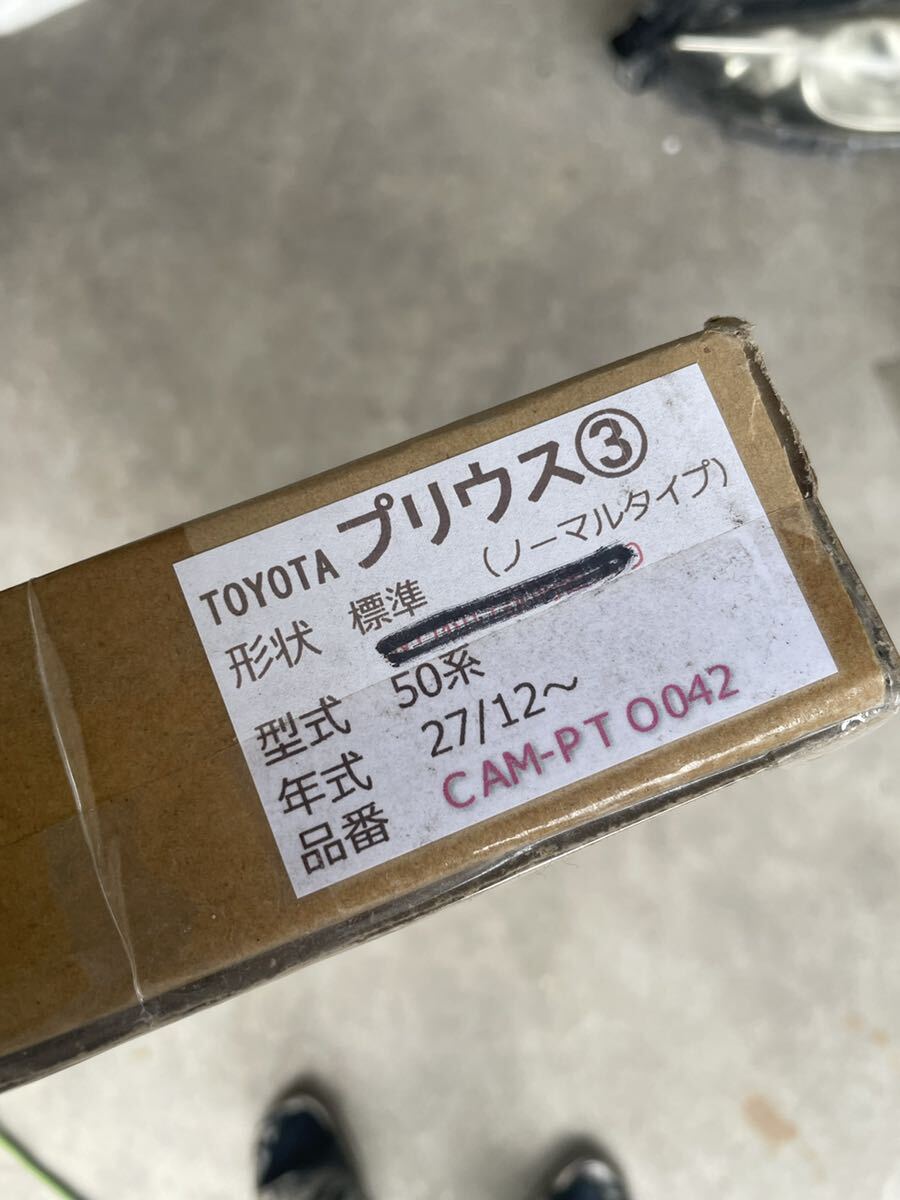 TOYOTA プリウス③
形状 標準 (ノーマルタイプ)
型式 50系
年式 27/12～
品番 CAM-PT O042